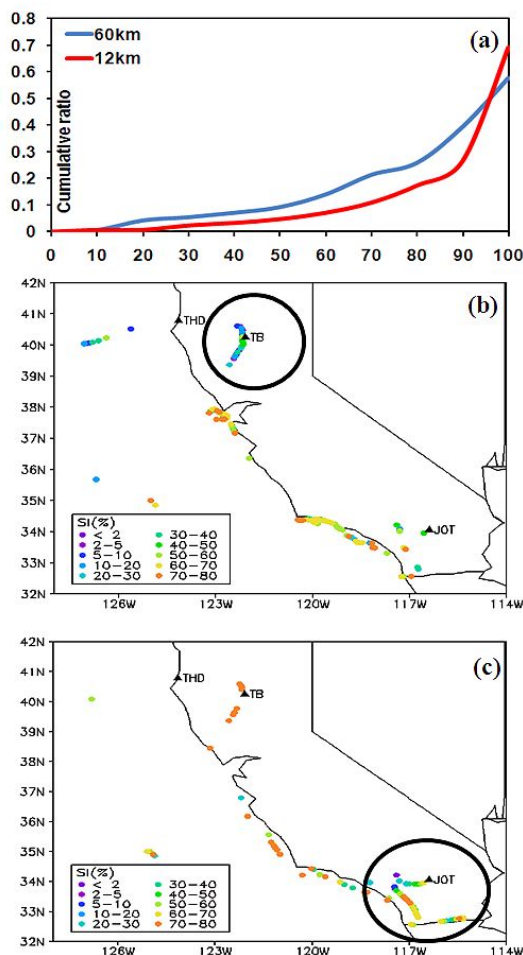 60km
12km
(a)
Cumulative ratio
0.8
0.7
0.6
0.5
0.4
0.3
0.2
0.1
0
0 10 20 30 40 50 60 70 80 90 100
(b)
42N
41N
40N
39N
38N
37N
36N
35N
34N
33N
32N
THD
TB
JOT
SI(%)
< 2 30-40
2-5 40-50
5-10 50-60
10-20 60-70
20-30 70-80
126W 123W 120W 117W 114W
(c)
42N
41N
40N
39N
38N
37N
36N
35N
34N
33N
32N
THD
TB
JOT
SI(%)
< 2 30-40
2-5 40-50
5-10 50-60
10-20 60-70
20-30 70-80
126W 123W 120W 117W 114W